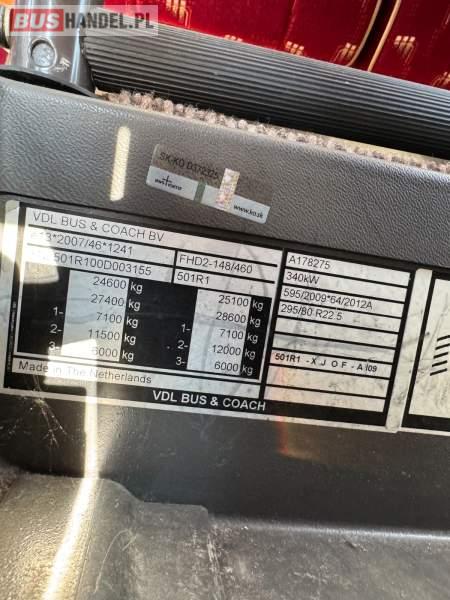 BUSHANDEL.PL
SK-KO D372325
www.ko.sk
VDL BUS & COACH BV
e13*2007/46*1241 FHD2-148/460 A178275
501R100D003155 501R1 340kW
24600 kg 25100 kg 595/2009*64/2012A
27400 kg 28600 kg 295/80 R22.5
1- 7100 kg 1- 7100 kg
2- 11500 kg 2- 12000 kg
3- 6000 kg 3- 6000 kg 501R1 - X J O F - A 09
Made in The Netherlands
VDL BUS & COACH